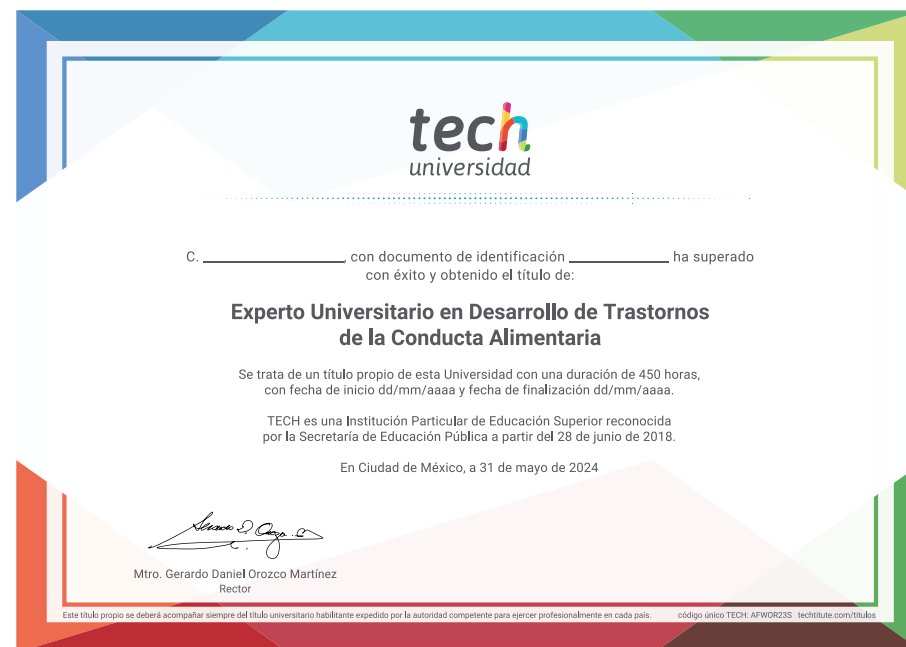 tech
universidad
C. ____________, con documento de identificación ____________ ha superado
con éxito y obtenido el título de:
Experto Universitario en Desarrollo de Trastornos
de la Conducta Alimentaria
Se trata de un título propio de esta Universidad con una duración de 450 horas,
con fecha de inicio dd/mm/aaaa y fecha de finalización dd/mm/aaaa.
TECH es una Institución Particular de Educación Superior reconocida
por la Secretaría de Educación Pública a partir del 28 de junio de 2018.
En Ciudad de México, a 31 de mayo de 2024
Mtro. Gerardo Daniel Orozco Martínez
Rector
Este título propio se deberá acompañar siempre del título universitario habilitante expedido por la autoridad competente para ejercer profesionalmente en cada país. código único TECH: AFWOR23S techtitute.com/titulos